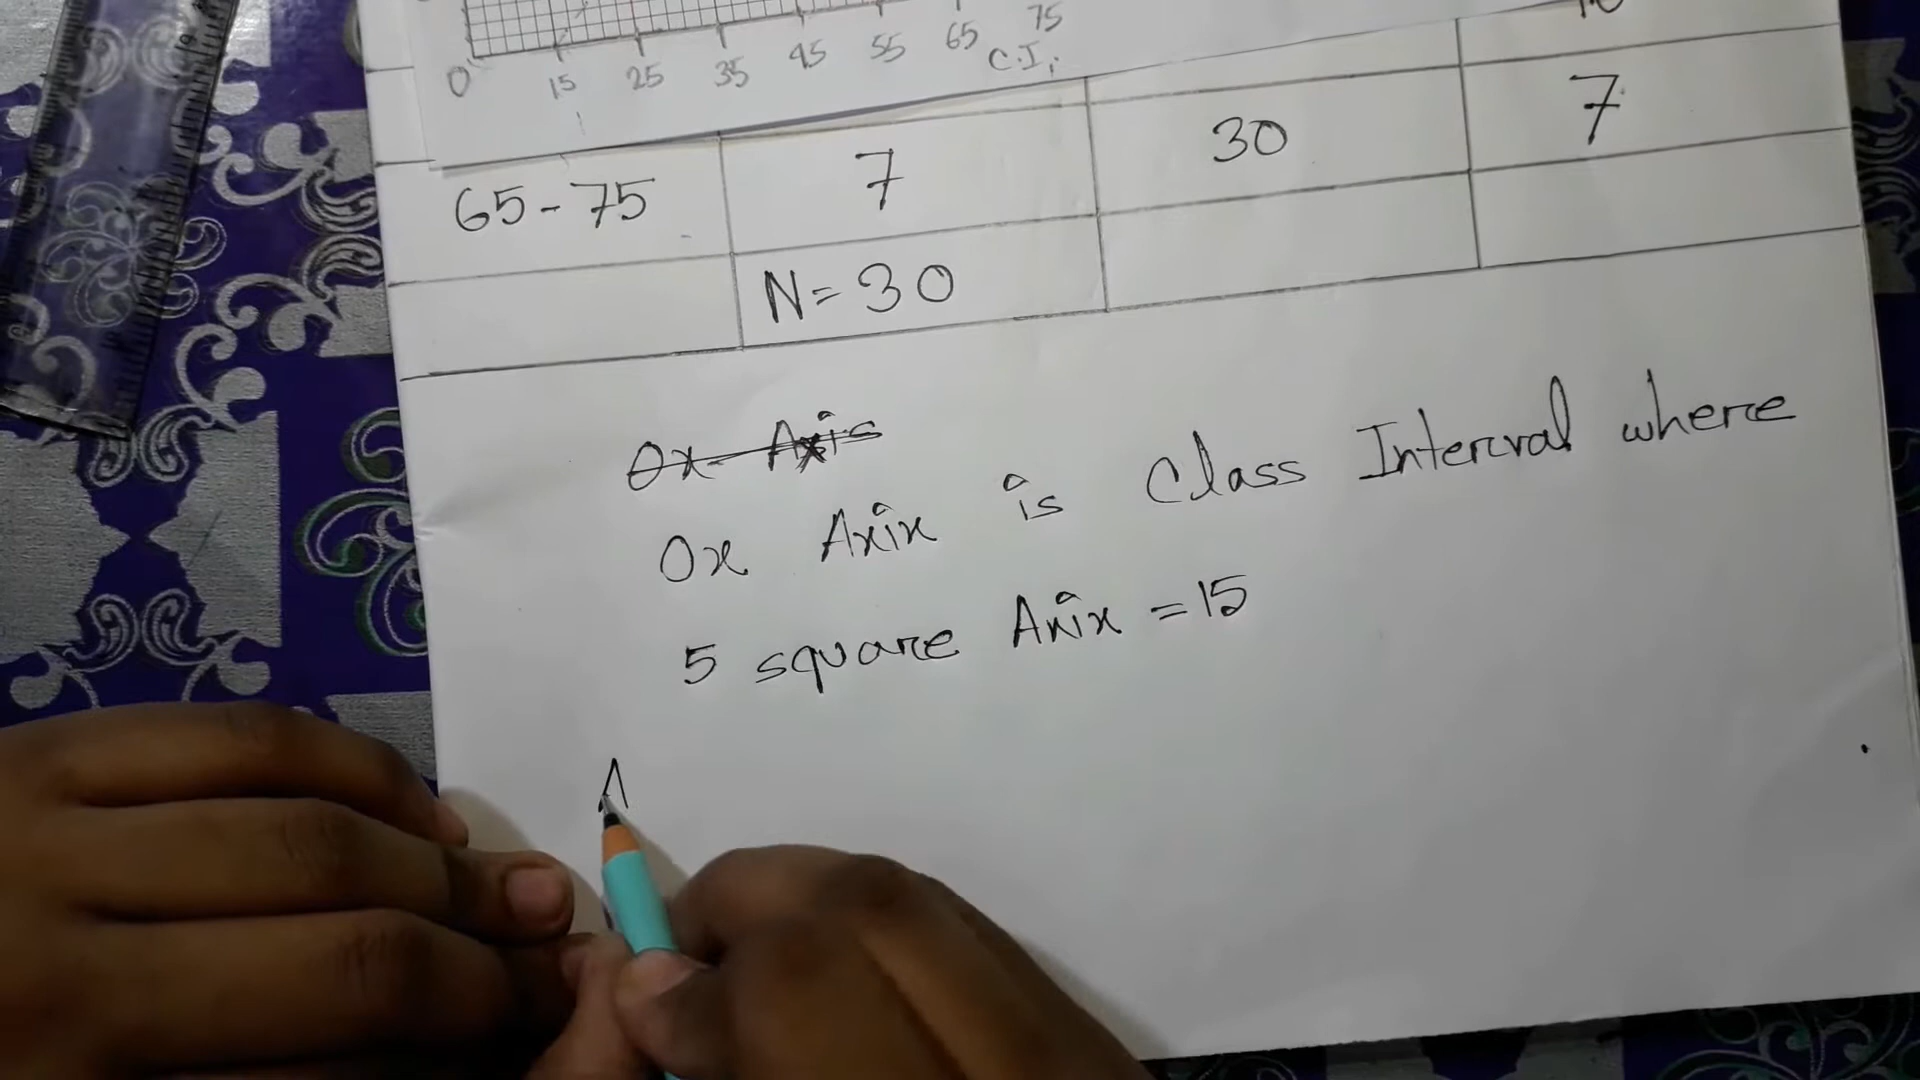 0 15 25 35 45 55 65 75
C.I.
65-75 7 30 7
N=30
Ox Axis
Ox Axix is Class Interval where
5 square Axix = 15
A